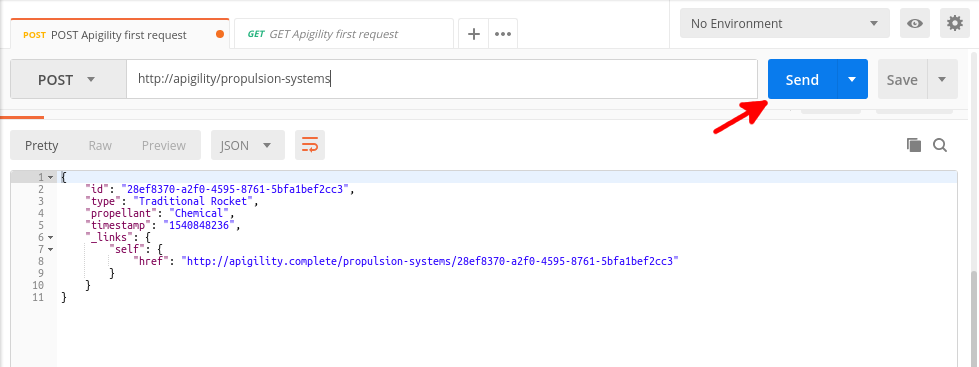 POST POST Apigility first request GET GET Apigility first request + ••• No Environment
POST http://apigility/propulsion-systems Send Save
Pretty Raw Preview JSON
1 {
2 "id": "28ef8370-a2f0-4595-8761-5bfa1bef2cc3",
3 "type": "Traditional Rocket",
4 "propellant": "Chemical",
5 "timestamp": "1540848236",
6 "_links": {
7 "self": {
8 "href": "http://apigility.complete/propulsion-systems/28ef8370-a2f0-4595-8761-5bfa1bef2cc3"
9 }
10 }
11 }